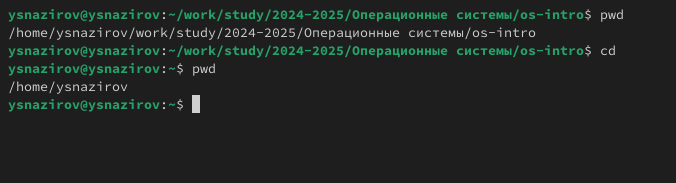 ysnazirov@ysnazirov:~/work/study/2024-2025/Операционные системы/os-intro$ pwd
/home/ysnazirov/work/study/2024-2025/Операционные системы/os-intro
ysnazirov@ysnazirov:~/work/study/2024-2025/Операционные системы/os-intro$ cd
ysnazirov@ysnazirov:~$ pwd
/home/ysnazirov
ysnazirov@ysnazirov:~$